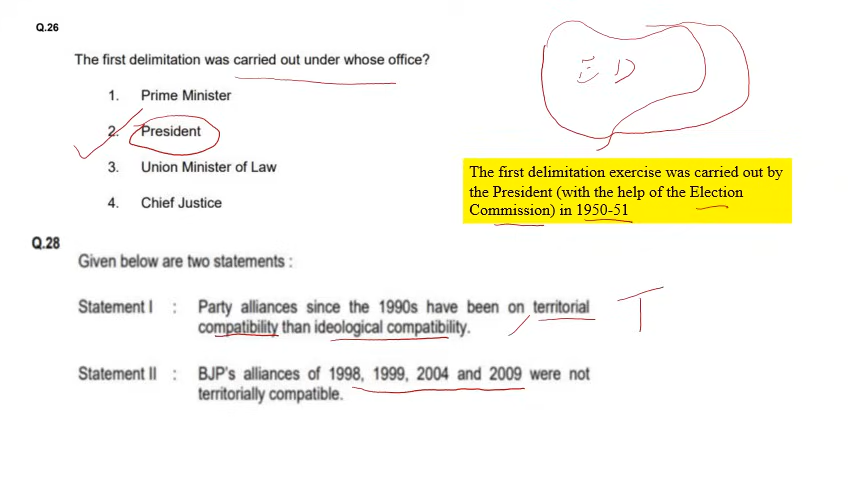 Q.26
The first delimitation was carried out under whose office?
1. Prime Minister
2. President
3. Union Minister of Law
4. Chief Justice
E D
The first delimitation exercise was carried out by
the President (with the help of the Election
Commission) in 1950-51
Q.28
Given below are two statements :
Statement I : Party alliances since the 1990s have been on territorial
compatibility than ideological compatibility.
T
Statement II : BJP's alliances of 1998, 1999, 2004 and 2009 were not
territorially compatible.